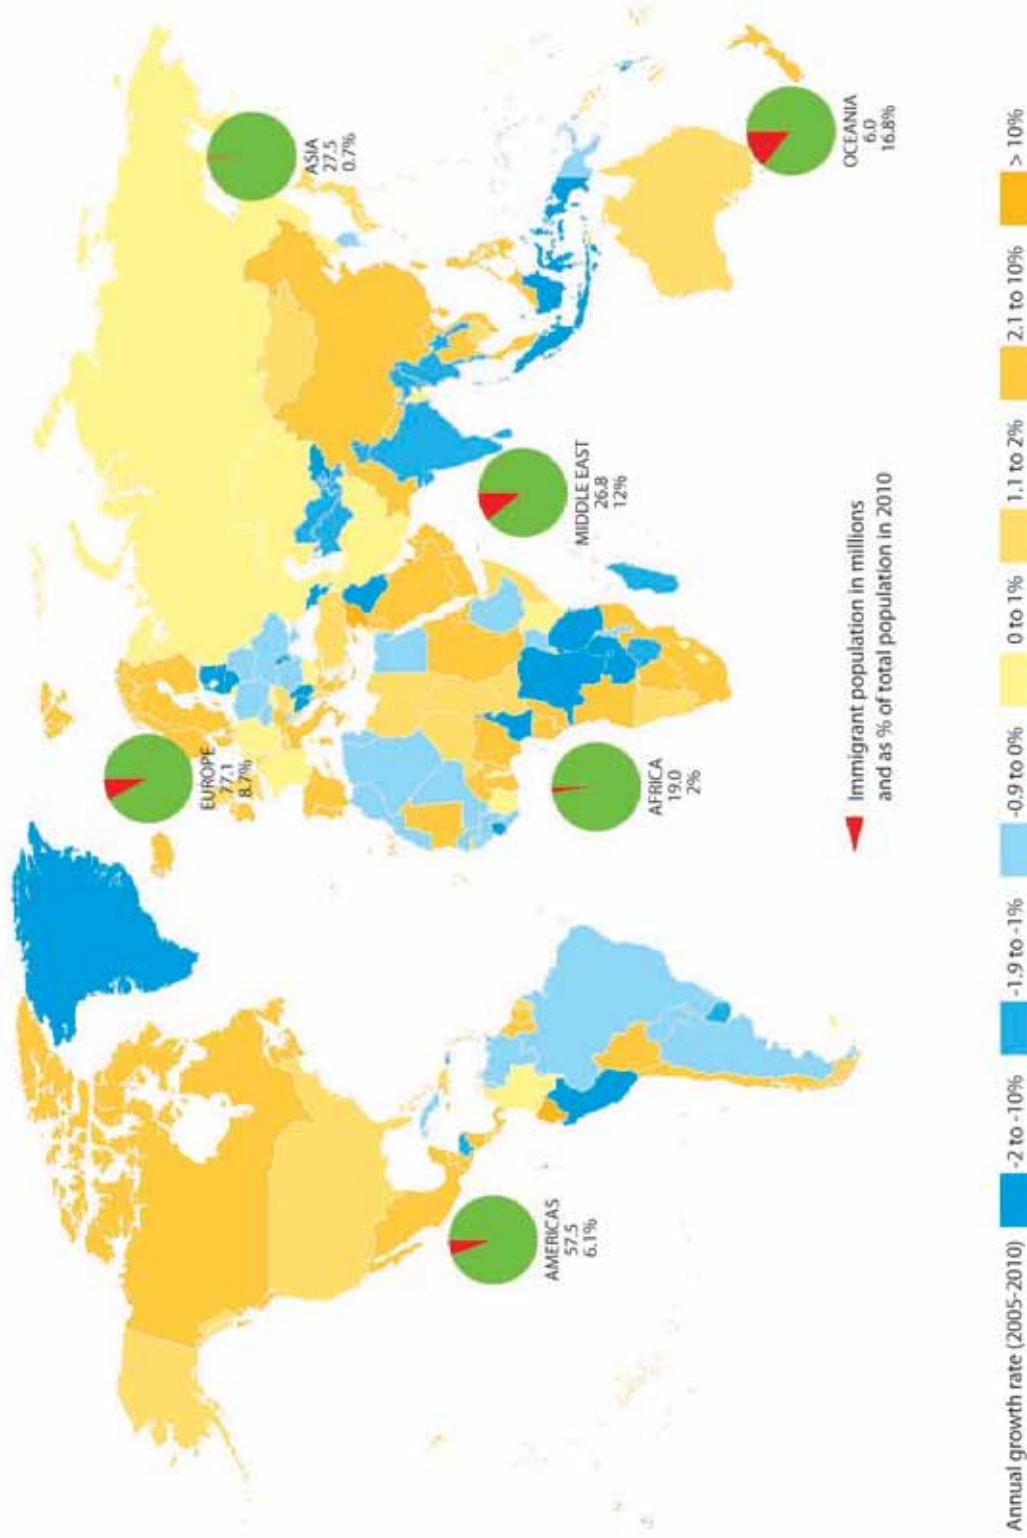 EUROPE
77.1
8.7%
ASIA
27.5
0.7%
AMERICAS
57.5
6.1%
MIDDLE EAST
26.8
12%
AFRICA
19.0
2%
OCEANIA
6.0
16.8%
Immigrant population in millions
and as % of total population in 2010
Annual growth rate (2005-2010) -2 to -10% -1.9 to -1% -0.9 to 0% 0 to 1% 1.1 to 2% 2.1 to 10% > 10%